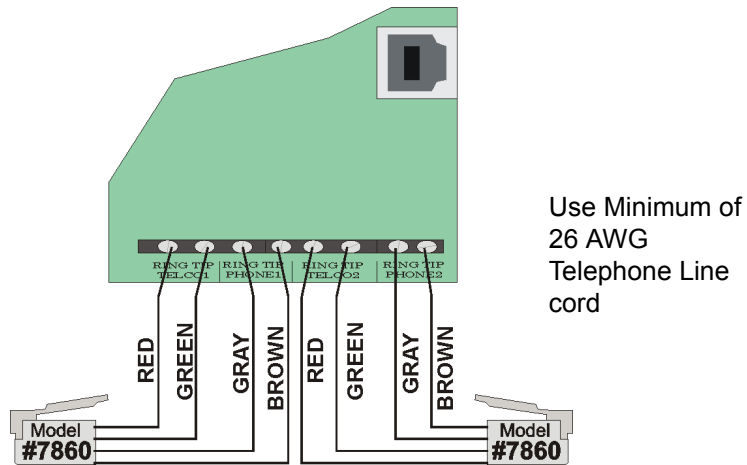 Use Minimum of
26 AWG
Telephone Line
cord
RING TIP RING TIP RING TIP RING TIP
TELCO1 PHONE1 TELCO2 PHONE2
RED
GREEN
GRAY
BROWN
RED
GREEN
GRAY
BROWN
Model
#7860
Model
#7860